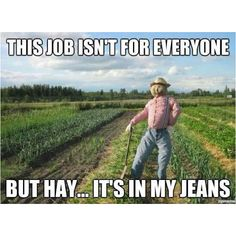 THIS JOB ISN'T FOR EVERYONE
BUT HAY... IT'S IN MY JEANS